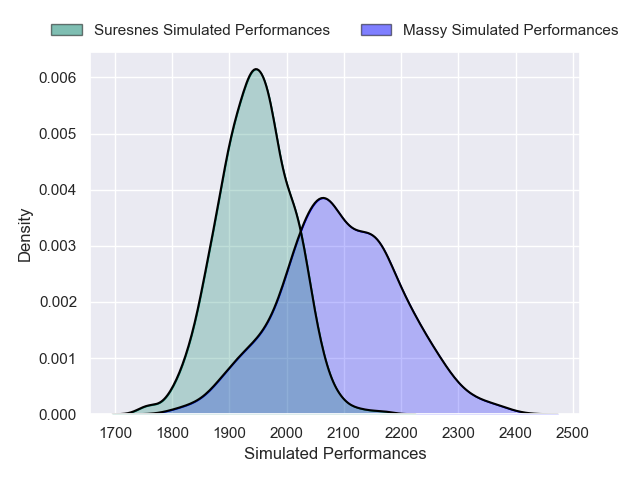 Suresnes Simulated Performances Massy Simulated Performances
0.006
0.005
0.004
0.003
0.002
0.001
0.000
Density
1700 1800 1900 2000 2100 2200 2300 2400 2500
Simulated Performances